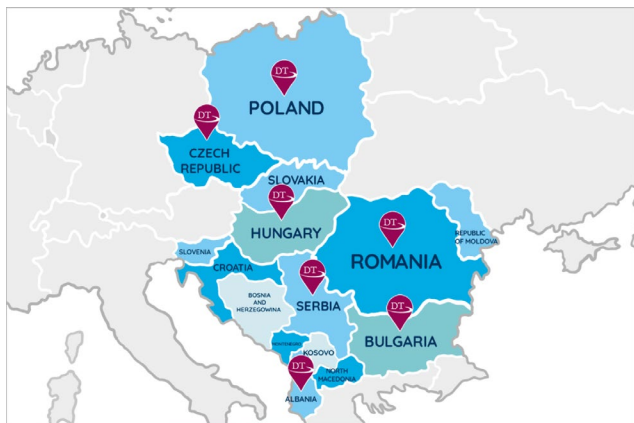 DT
POLAND
DT
CZECH
REPUBLIC
SLOVAKIA
DT
HUNGARY
DT
ROMANIA
REPUBLIC
OF MOLDOVA
SLOVENIA
CROATIA
DT
SERBIA
BOSNIA
AND
HERZEGOWINA
DT
BULGARIA
MONTENEGRO
KOSOVO
DT
NORTH
MACEDONIA
ALBANIA